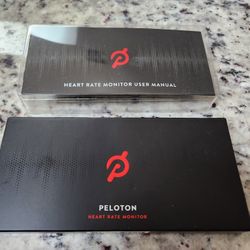 HEART RATE MONITOR USER MANUAL
PELOTON
HEART RATE MONITOR